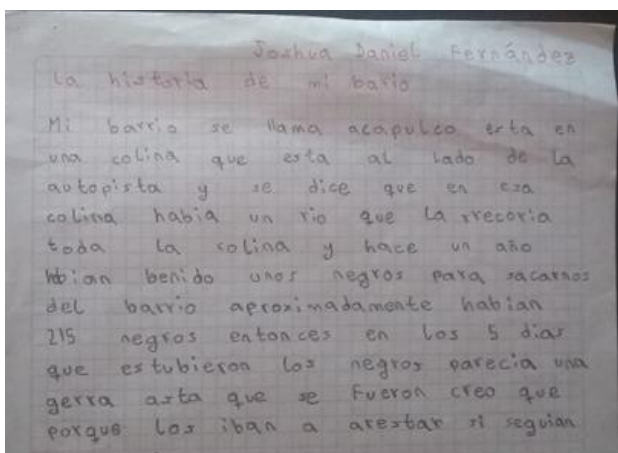 Joshua Daniel Fernández
La historia de mi bario
Mi barrio se llama acapulco esta en
una colina que esta al lado de la
autopista y se dice que en esa
colina habia un rio que la rrecoria
toda la colina y hace un año
hbian benido unos negros para sacarnos
del barrio aproximadamente habian
215 negros entonces en los 5 dias
que estubieron los negros parecia una
gerra asta que se fueron creo que
porque los iban a arestar si seguian